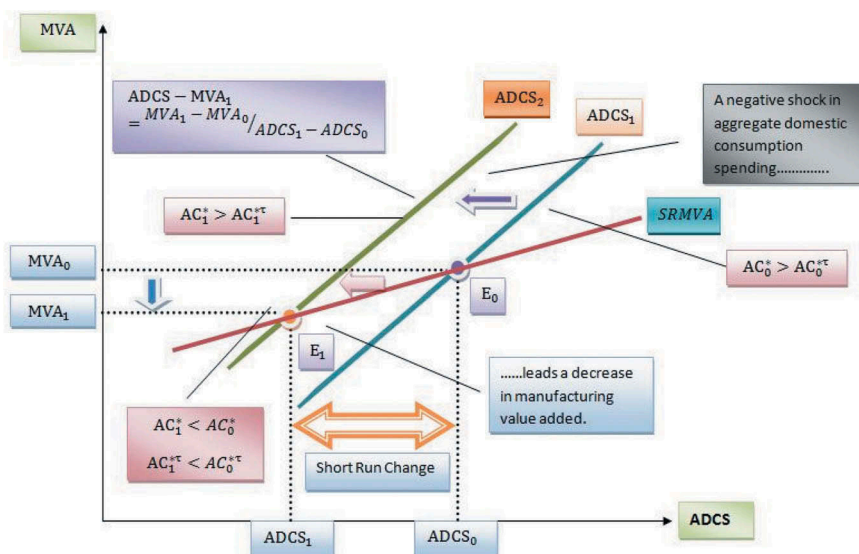 MVA
ADCS − MVA₁
= MVA₁ − MVA₀ / ADCS₁ − ADCS₀
ADCS₂
ADCS₁
A negative shock in
aggregate domestic
consumption
spending..............
AC₁* > AC₁*τ
SRMVA
MVA₀
AC₀* > AC₀*τ
E₀
MVA₁
E₁
......leads a decrease
in manufacturing
value added.
AC₁* < AC₀*
AC₁*τ < AC₀*τ
Short Run Change
ADCS
ADCS₁
ADCS₀